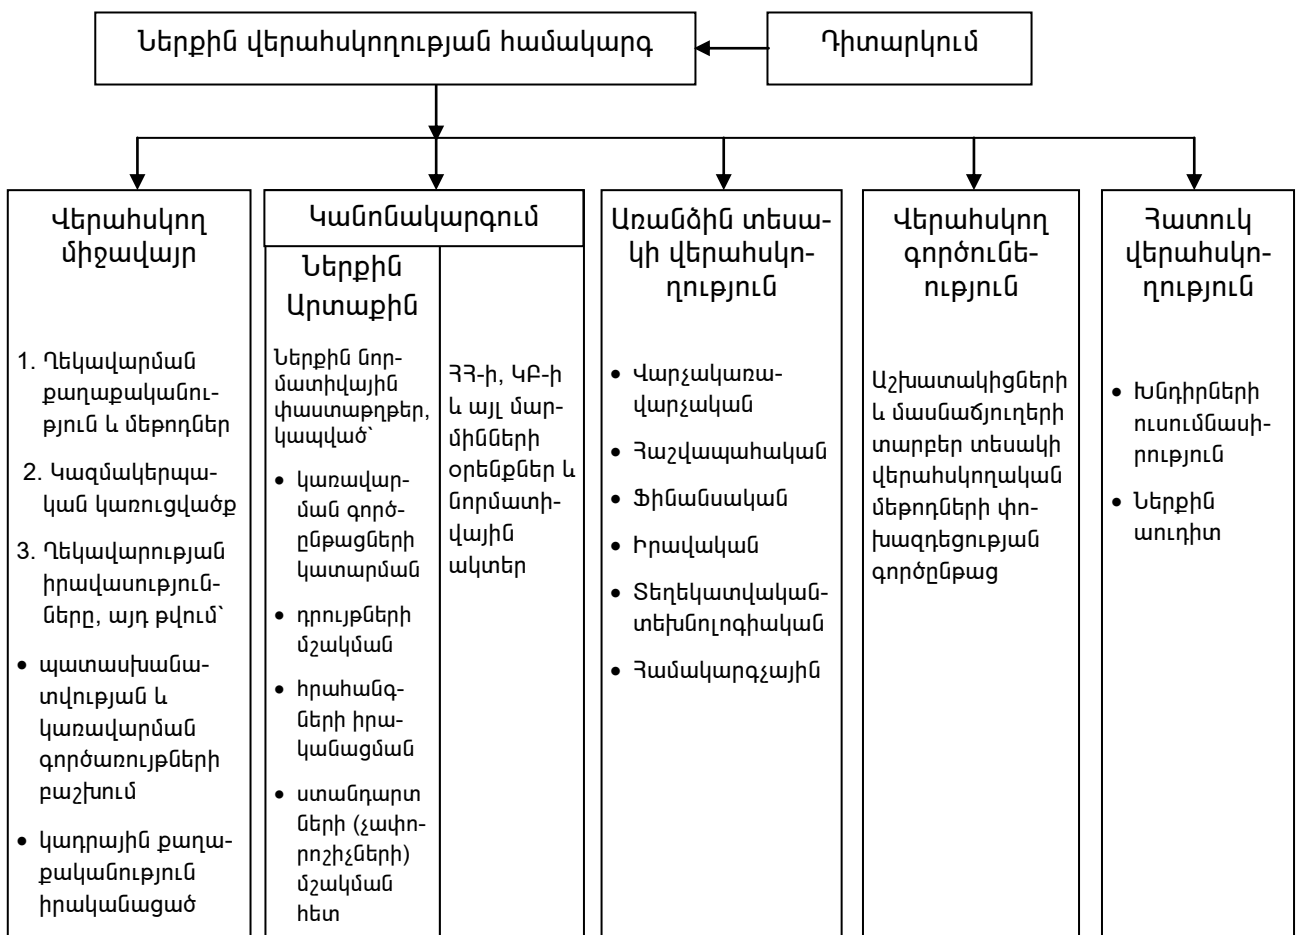 Ներքին վերահսկողության համակարգ
Դիտարկում
Վերահսկող
միջավայր
1. Ղեկավարման
քաղաքականու-
թյուն և մեթոդներ
2. Կազմակերպա-
կան կառուցվածք
3. Ղեկավարության
իրավասություն-
ները, այդ թվում՝
• պատասխանա-
տվության և
կառավարման
գործառույթների
բաշխում
• կադրային քաղա-
քականություն
իրականացած
Կանոնակարգում
Ներքին
Արտաքին
Ներքին նոր-
մատիվային
փաստաթղթեր,
կապված՝
• կառավար-
ման գործ-
ընթացների
կատարման
• դրույթների
մշակման
• հրահանգ-
ների իրա-
կանացման
• ստանդարտ
ների (չափո-
րոշիչների)
մշակման
հետ
ՀՀ-ի, ԿԲ-ի
և այլ մար-
մինների
օրենքներ և
նորմատի-
վային
ակտեր
Առանձին տեսա-
կի վերահսկո-
ղություն
• Վարչակառա-
վարչական
• Հաշվապահական
• Ֆինանսական
• Իրավական
• Տեղեկատվական-
տեխնոլոգիական
• Համակարգչային
Վերահսկող
գործունե-
ություն
Աշխատակիցների
և մասնաճյուղերի
տարբեր տեսակի
վերահսկողական
մեթոդների փո-
խազդեցության
գործընթաց
Հատուկ
վերահսկո-
ղություն
• Խնդիրների
ուսումնասի-
րություն
• Ներքին
աուդիտ